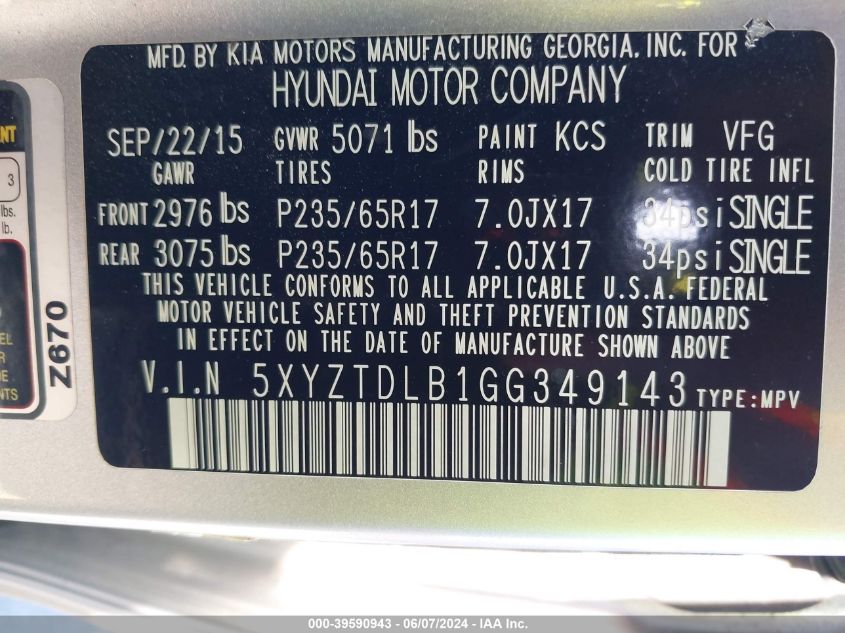 MFD. BY KIA MOTORS MANUFACTURING GEORGIA. INC. FOR
HYUNDAI MOTOR COMPANY
SEP/22/15 GVWR 5071 lbs PAINT KCS TRIM VFG
GAWR TIRES RIMS COLD TIRE INFL
FRONT 2976 lbs P235/65R17 7.0JX17 34psi SINGLE
REAR 3075 lbs P235/65R17 7.0JX17 34psi SINGLE
THIS VEHICLE CONFORMS TO ALL APPLICABLE U.S.A. FEDERAL
MOTOR VEHICLE SAFETY AND THEFT PREVENTION STANDARDS
IN EFFECT ON THE DATE OF MANUFACTURE SHOWN ABOVE
V.I.N 5XYZTDLB1GG349143 TYPE:MPV
3
lbs.
lb.
Z670
000-39590943 - 06/07/2024 - IAA Inc.